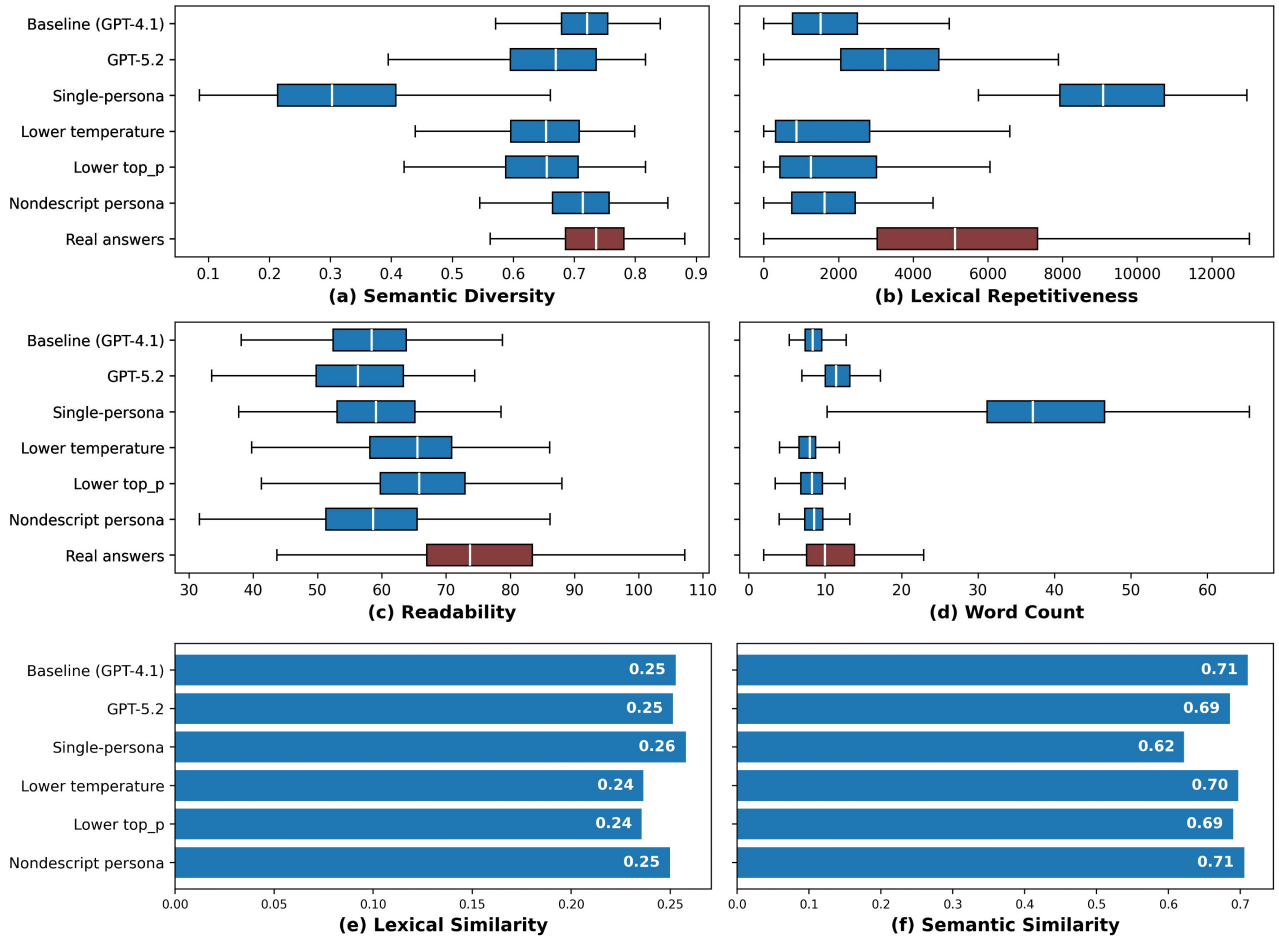 Baseline (GPT-4.1)
GPT-5.2
Single-persona
Lower temperature
Lower top_p
Nondescript persona
Real answers
0.1 0.2 0.3 0.4 0.5 0.6 0.7 0.8 0.9
(a) Semantic Diversity
0 2000 4000 6000 8000 10000 12000
(b) Lexical Repetitiveness
Baseline (GPT-4.1)
GPT-5.2
Single-persona
Lower temperature
Lower top_p
Nondescript persona
Real answers
30 40 50 60 70 80 90 100 110
(c) Readability
0 10 20 30 40 50 60
(d) Word Count
Baseline (GPT-4.1)
GPT-5.2
Single-persona
Lower temperature
Lower top_p
Nondescript persona
0.25
0.25
0.26
0.24
0.24
0.25
0.00 0.05 0.10 0.15 0.20 0.25
(e) Lexical Similarity
0.71
0.69
0.62
0.70
0.69
0.71
0.0 0.1 0.2 0.3 0.4 0.5 0.6 0.7
(f) Semantic Similarity